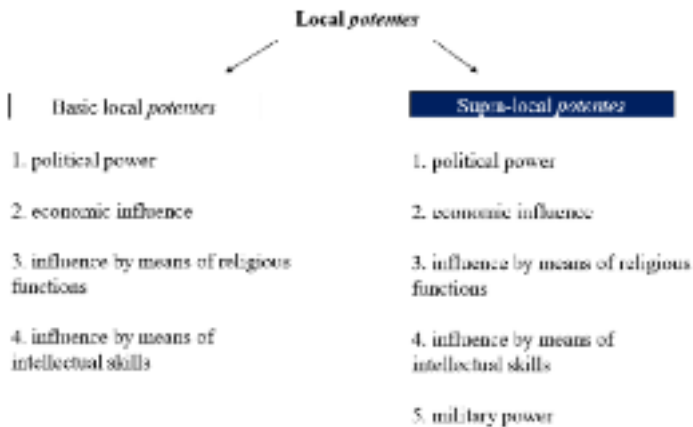 Local potentes
Basic local potentes
1. political power
2. economic influence
3. influence by means of religious
functions
4. influence by means of
intellectual skills
Supra-local potentes
1. political power
2. economic influence
3. influence by means of religious
functions
4. influence by means of
intellectual skills
5. military power